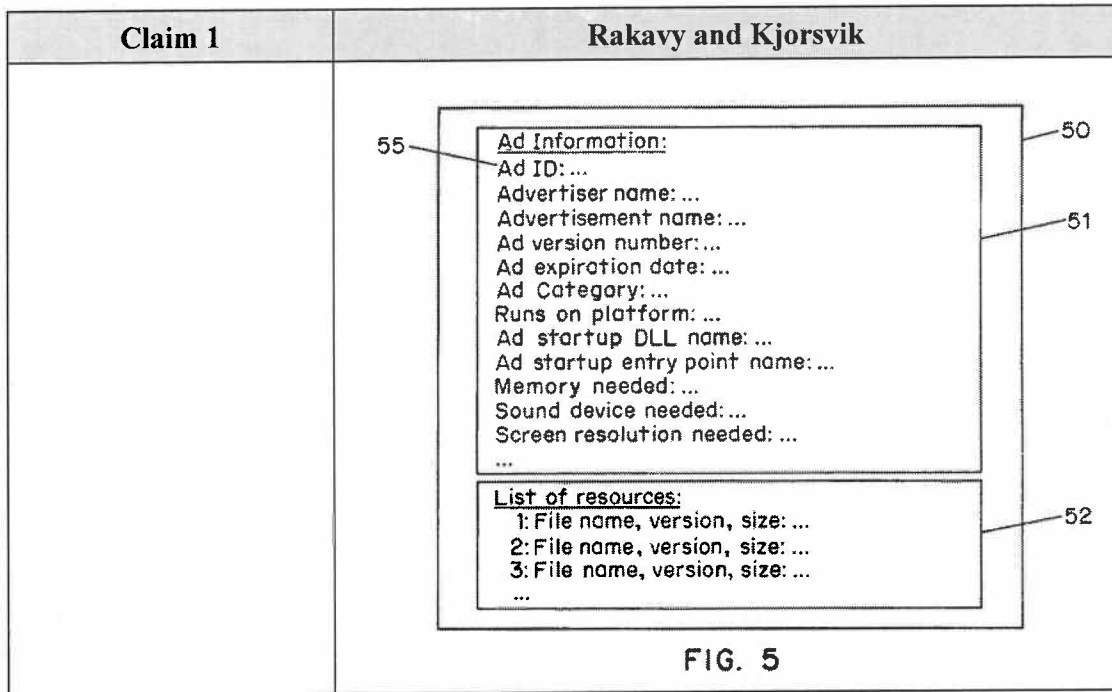 Claim 1
Rakavy and Kjorsvik
50
55
Ad Information:
Ad ID: ...
Advertiser name: ...
51
Advertisement name: ...
Ad version number: ...
Ad expiration date: ...
Ad Category: ...
Runs on platform: ...
Ad startup DLL name: ...
Ad startup entry point name: ...
Memory needed: ...
Sound device needed: ...
Screen resolution needed: ...
...
List of resources:
1: File name, version, size: ...
52
2: File name, version, size: ...
3: File name, version, size: ...
...
FIG. 5